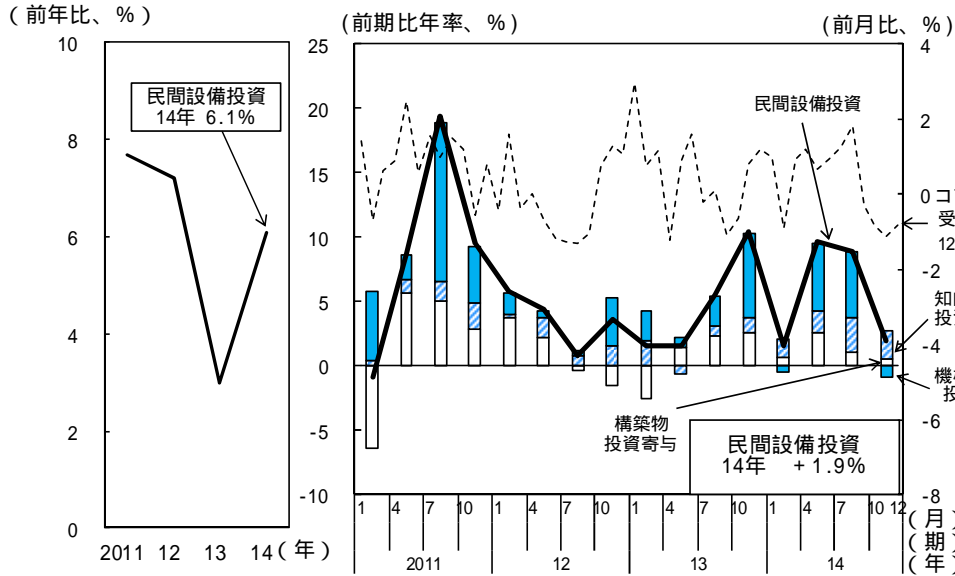 (前年比、%)
10
8
6
4
2
0
民間設備投資
14年 6.1%
2011 12 13 14(年)
(前期比年率、%)
25
20
15
10
5
0
-5
-10
(前月比、%)
4
2
0
-2
-4
-6
-8
民間設備投資
コ
受
12
知
投
機
投
構築物
投資寄与
民間設備投資
14年 +1.9%
1 4 7 10 1 4 7 10 1 4 7 10 1 4 7 10 12
(月)
(期)
2011 12 13 14
(年)